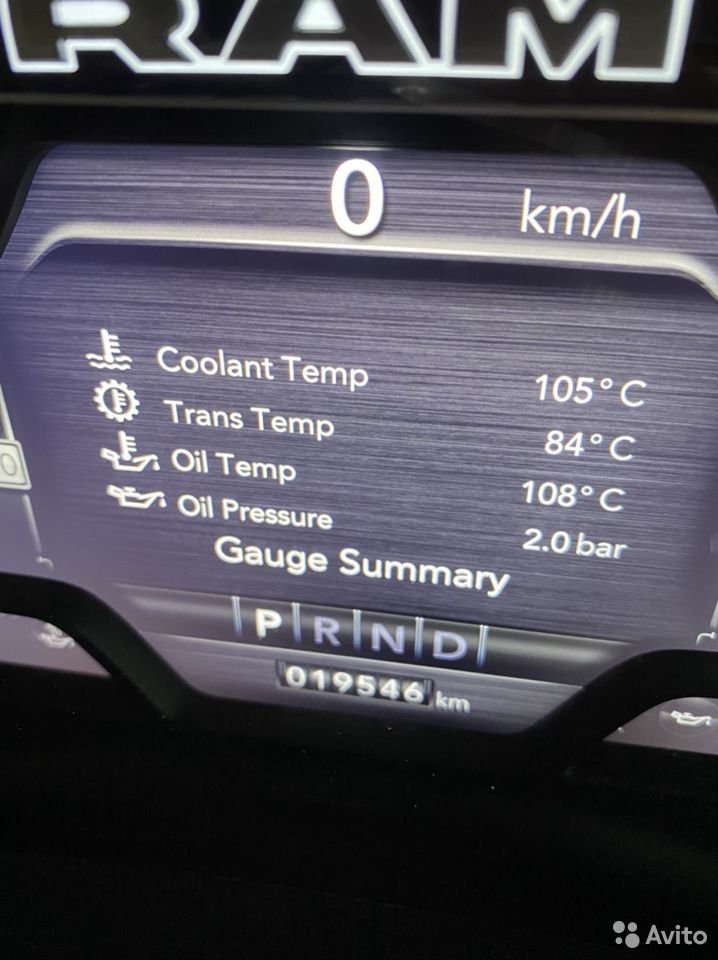 RAM
0 km/h
Coolant Temp 105°C
Trans Temp 84°C
Oil Temp 108°C
Oil Pressure 2.0 bar
Gauge Summary
P R N D
019546 km
Avito